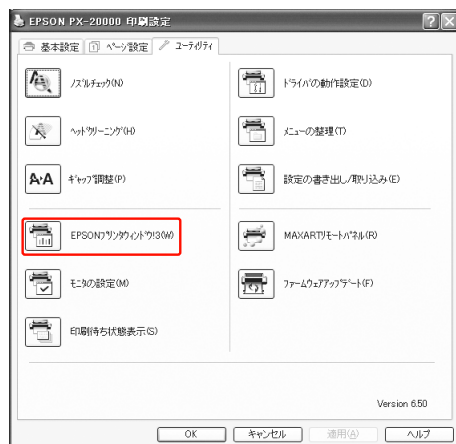 EPSON PX-20000 印刷設定
基本設定
ページ設定
ユーティリティ
ノズルチェック(N)
ヘッドクリーニング(H)
ギャップ調整(P)
EPSONプリンタウィンドウ!3(W)
モニタの設定(M)
印刷待ち状態表示(S)
ドライバの動作設定(D)
メニューの整理(T)
設定の書き出し/取り込み(E)
MAXARTリモートパネル(R)
ファームウェアアップデート(F)
Version 6.50
OK
キャンセル
適用(A)
ヘルプ